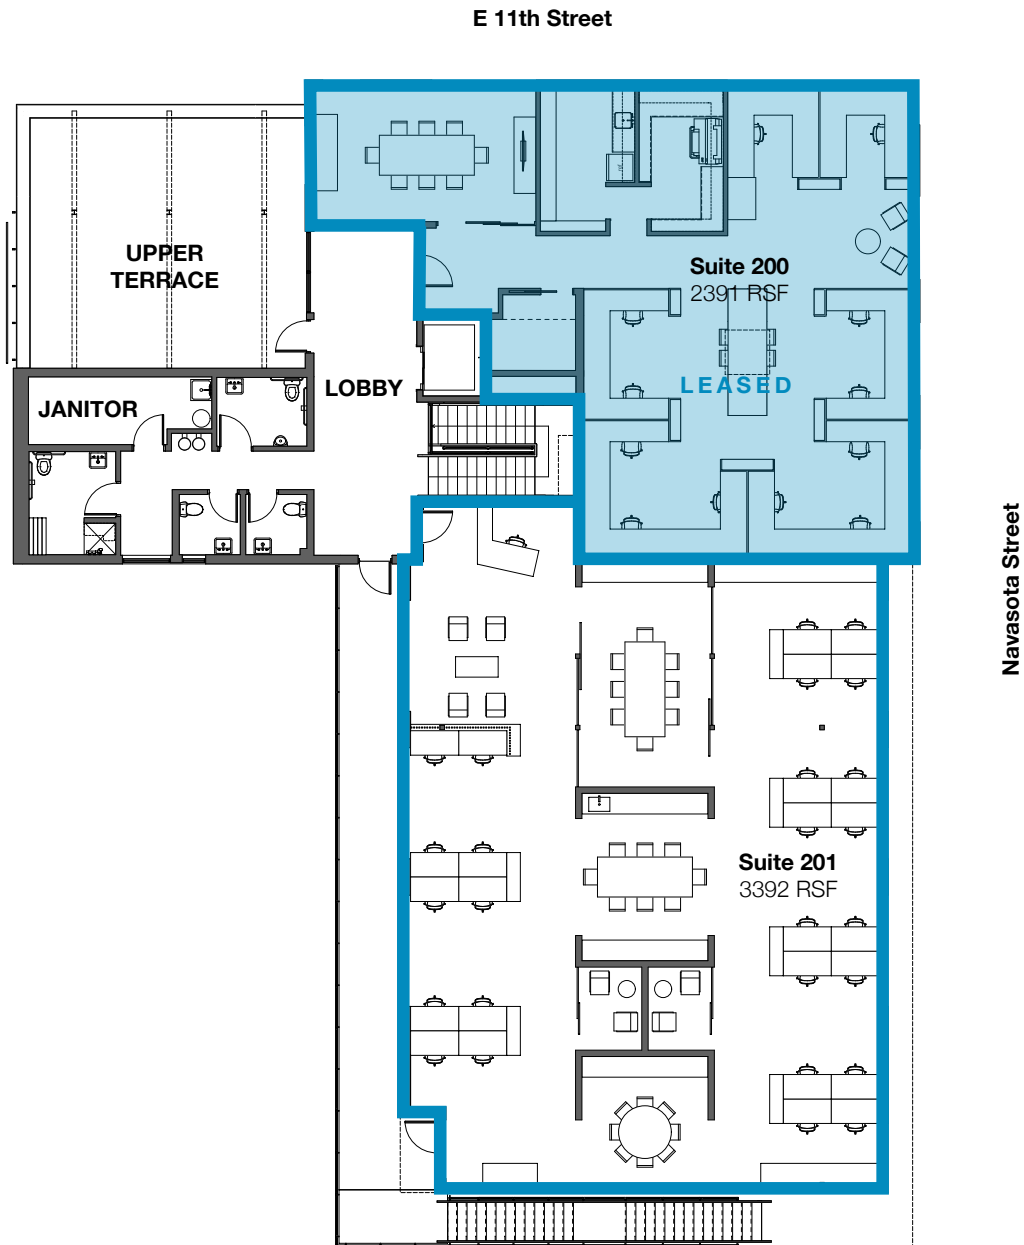 E 11th Street
UPPER
TERRACE
Suite 200
2391 RSF
LEASED
LOBBY
JANITOR
Navasota Street
Suite 201
3392 RSF